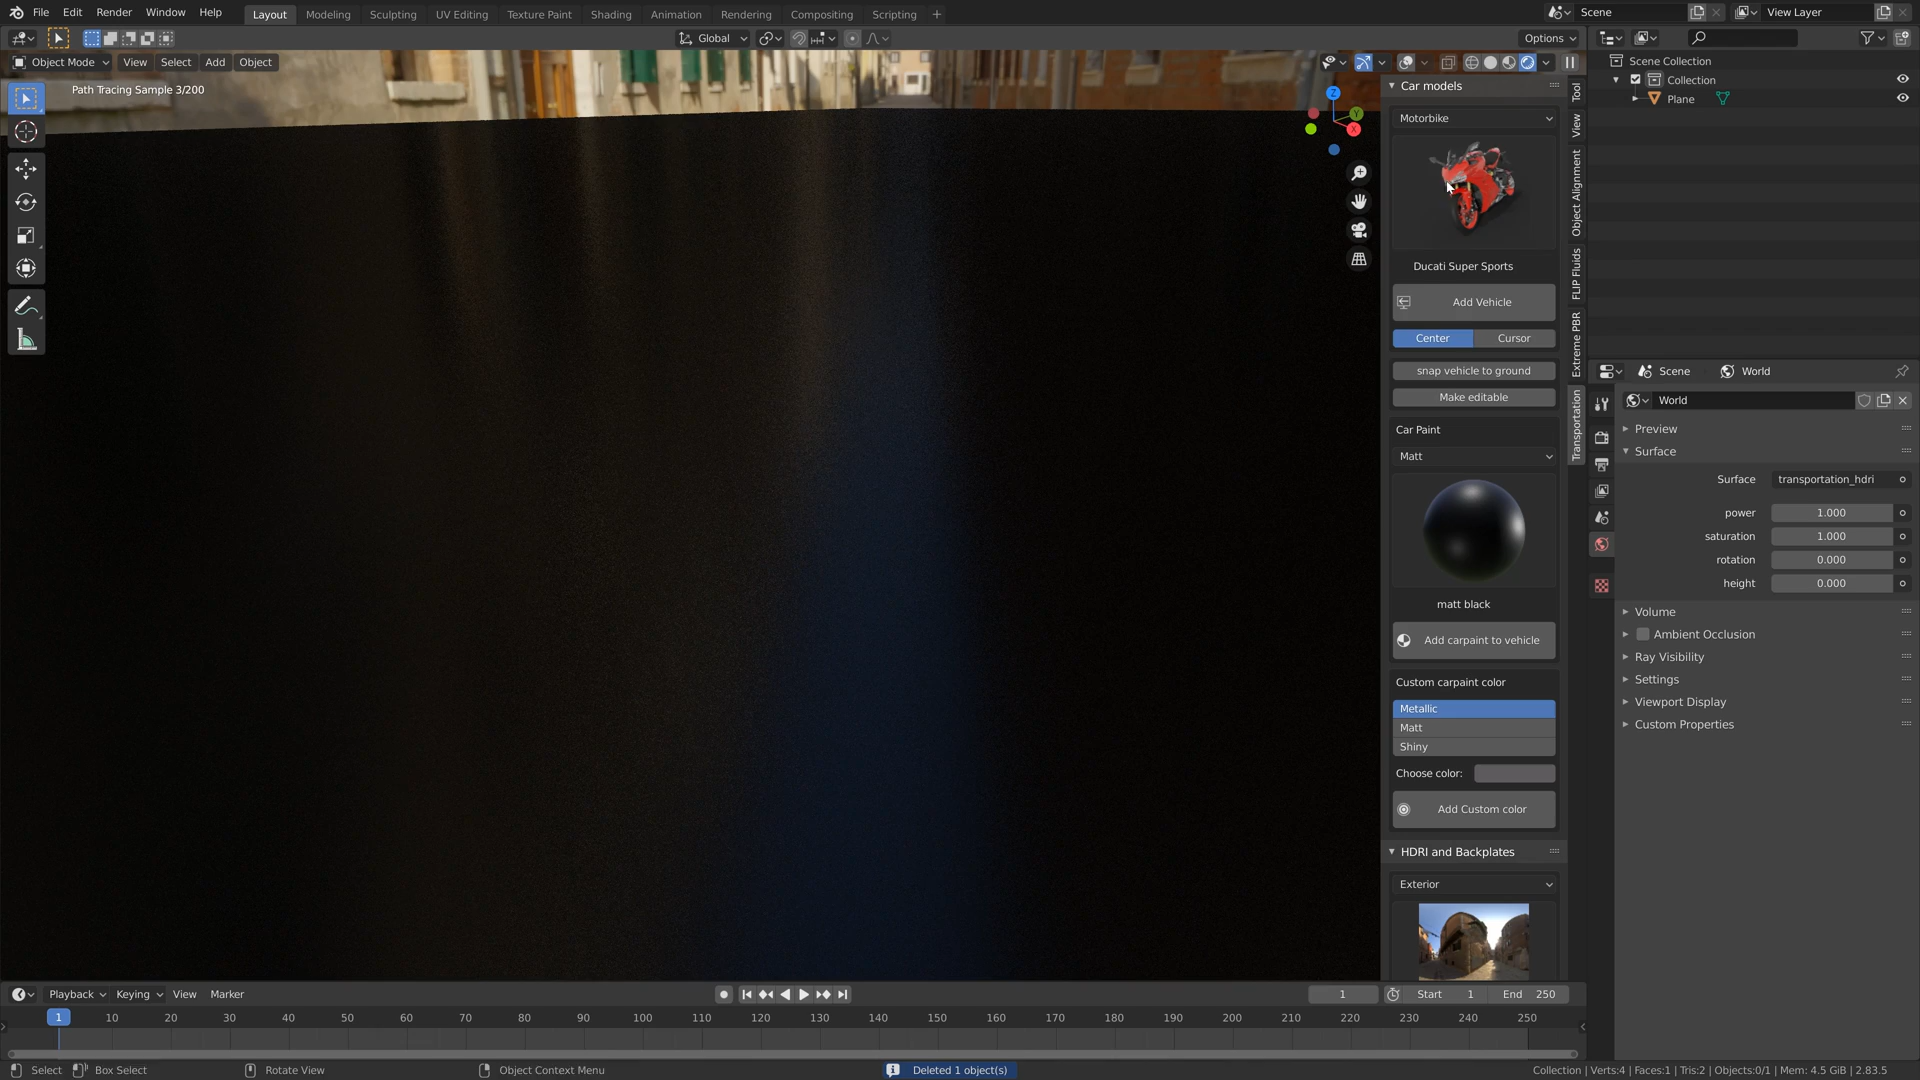 File Edit Render Window Help Layout Modeling Sculpting UV Editing Texture Paint Shading Animation Rendering Compositing Scripting +
Scene View Layer
Global Options
Object Mode View Select Add Object
Path Tracing Sample 3/200
Z
Y
X
Car models
Motorbike
Ducati Super Sports
Add Vehicle
Center Cursor
snap vehicle to ground
Make editable
Car Paint
Matt
matt black
Add carpaint to vehicle
Custom carpaint color
Metallic
Matt
Shiny
Choose color:
Add Custom color
HDRI and Backplates
Exterior
Tool
View
Object Alignment
FLIP Fluids
Extreme PBR
Transportation
Scene Collection
Collection
Plane
Scene World
World
Preview
Surface
Surface transportation_hdri
power 1.000
saturation 1.000
rotation 0.000
height 0.000
Volume
Ambient Occlusion
Ray Visibility
Settings
Viewport Display
Custom Properties
Playback Keying View Marker
1 Start 1 End 250
1 10 20 30 40 50 60 70 80 90 100 110 120 130 140 150 160 170 180 190 200 210 220 230 240 250
Select Box Select Rotate View Object Context Menu Deleted 1 object(s) Collection | Verts:4 | Faces:1 | Tris:2 | Objects:0/1 | Mem: 4.5 GiB | 2.83.5